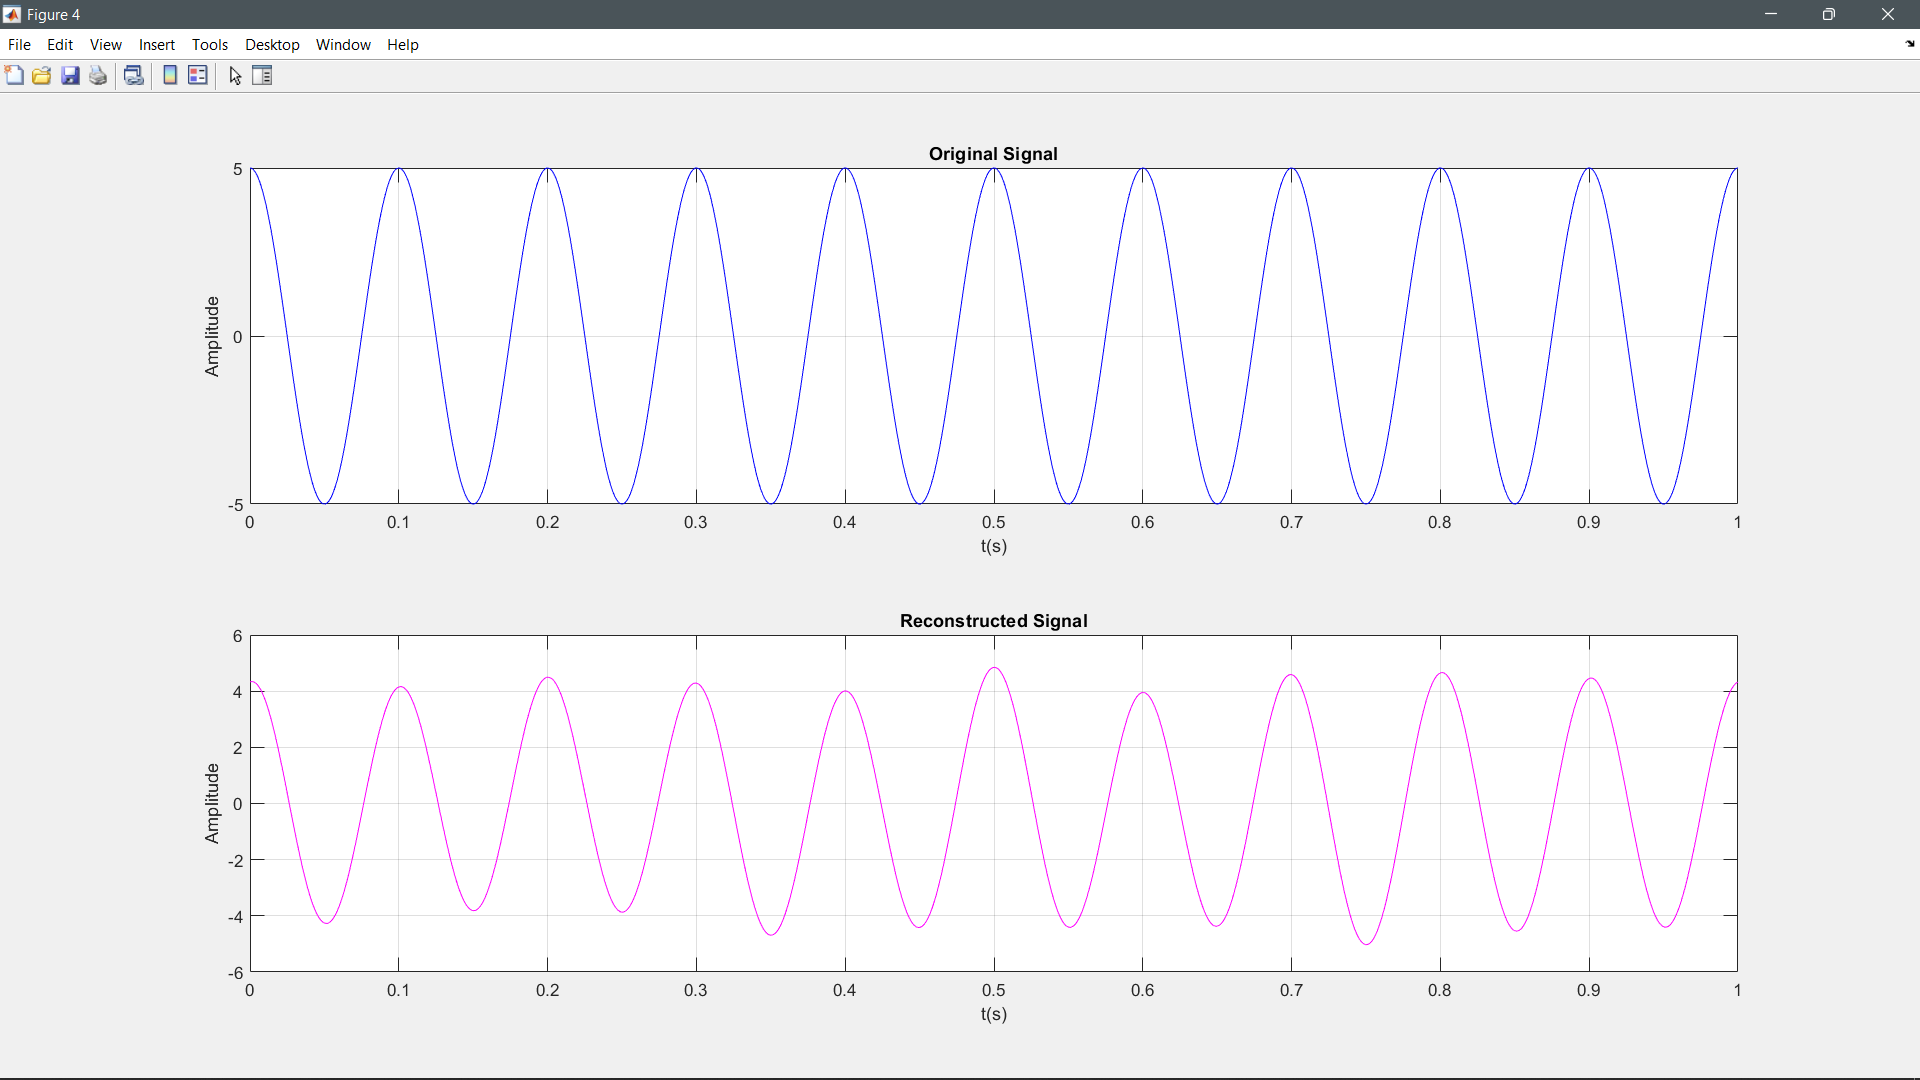 Figure 4
File Edit View Insert Tools Desktop Window Help
Original Signal
5
0
-5
Amplitude
0 0.1 0.2 0.3 0.4 0.5 0.6 0.7 0.8 0.9 1
t(s)
Reconstructed Signal
6
4
2
0
-2
-4
-6
Amplitude
0 0.1 0.2 0.3 0.4 0.5 0.6 0.7 0.8 0.9 1
t(s)